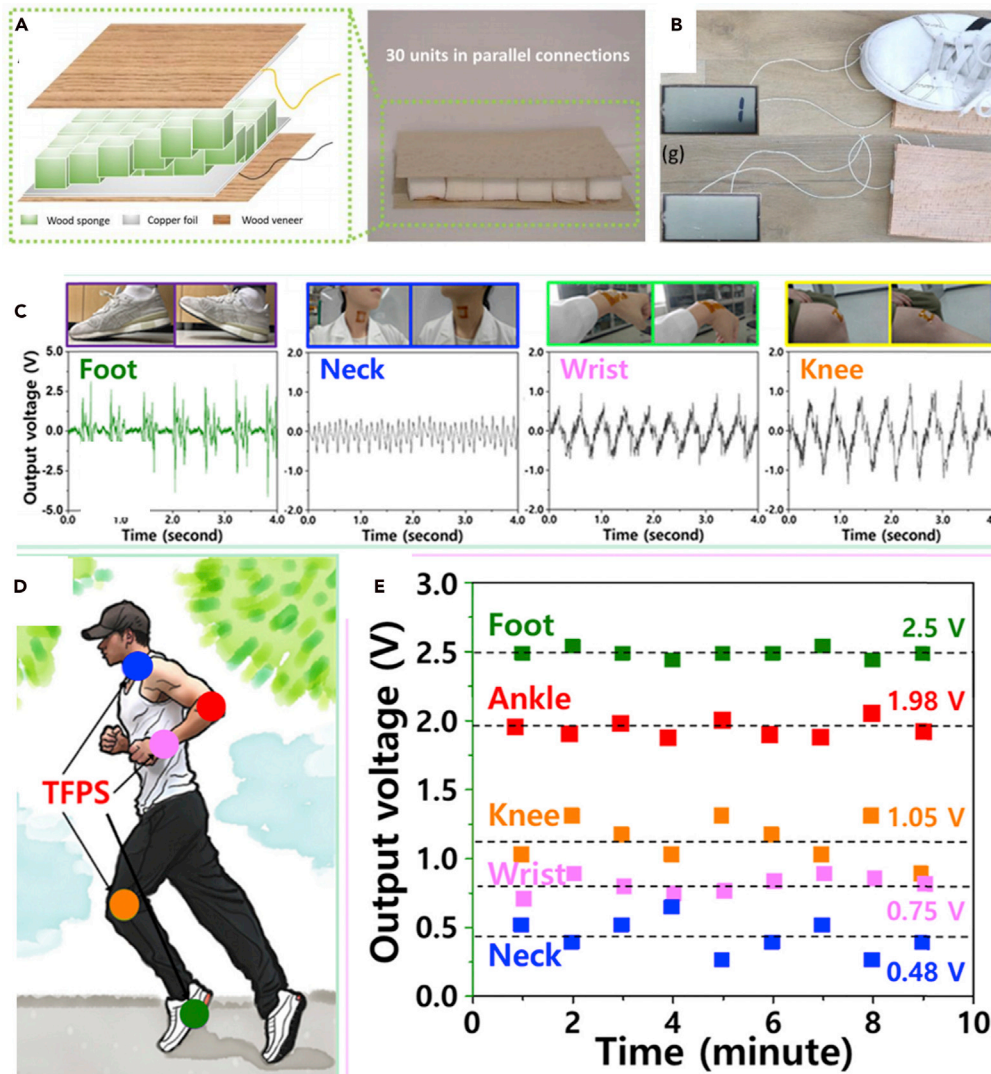 A
30 units in parallel connections
Wood sponge
Copper foil
Wood veneer
B
(g)
C
Foot
Neck
Wrist
Knee
Output voltage (V)
5.0
2.5
0.0
-2.5
-5.0
2.0
1.0
0.0
-1.0
-2.0
2.0
1.0
0.0
-1.0
-2.0
2.0
1.0
0.0
-1.0
-2.0
0.0 1.0 2.0 3.0 4.0
0.0 1.0 2.0 3.0 4.0
0.0 1.0 2.0 3.0 4.0
0.0 1.0 2.0 3.0 4.0
Time (second)
Time (second)
Time (second)
Time (second)
D
TFPS
E
Output voltage (V)
3.0
2.5
2.0
1.5
1.0
0.5
0.0
Foot
2.5 V
Ankle
1.98 V
Knee
1.05 V
Wrist
0.75 V
Neck
0.48 V
0 2 4 6 8 10
Time (minute)